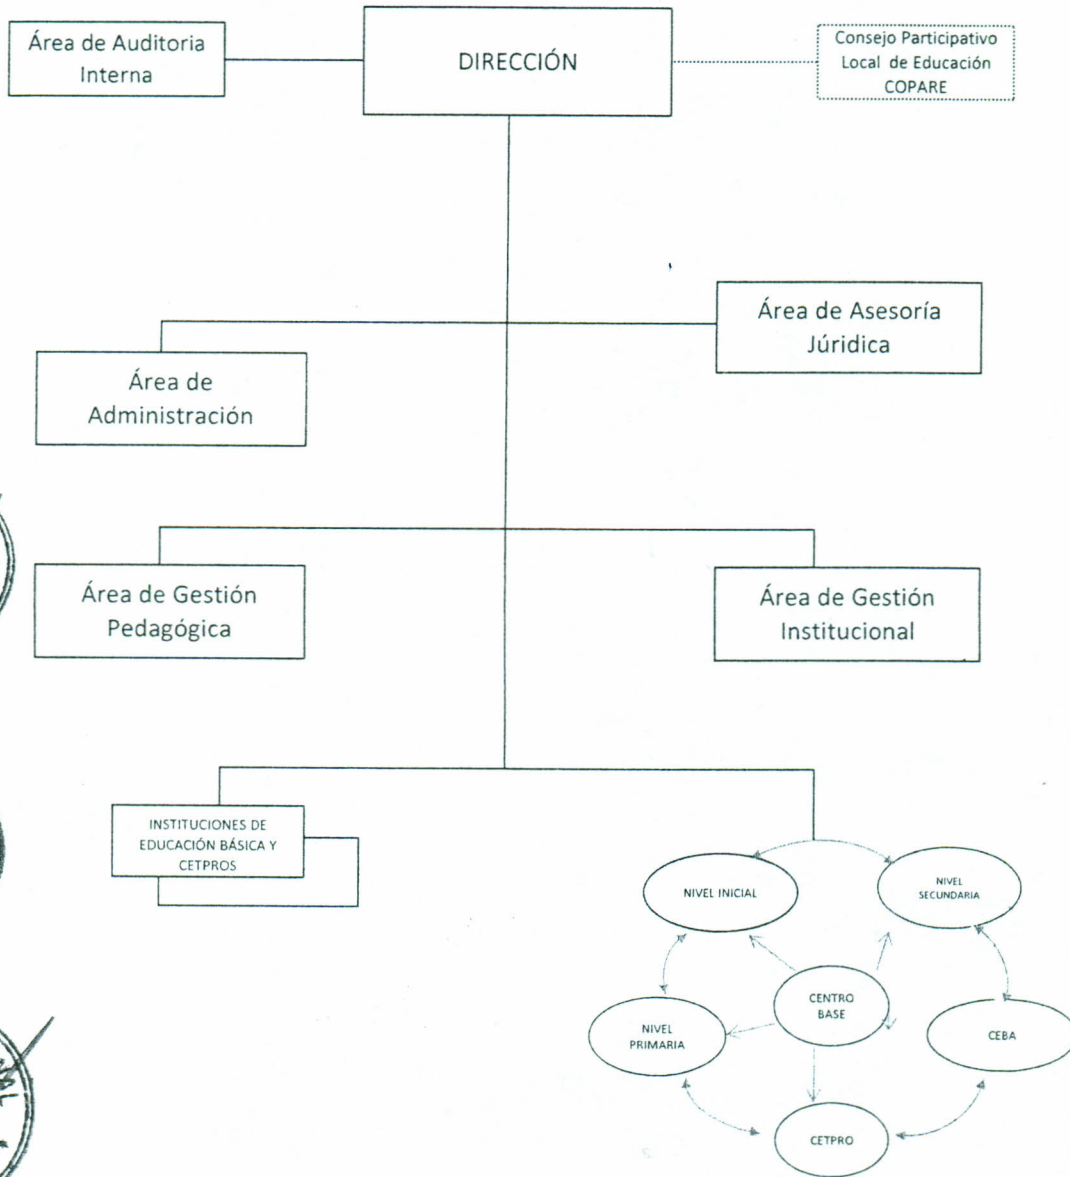 Área de Auditoria
Interna
DIRECCIÓN
Consejo Participativo
Local de Educación
COPARE
Área de Asesoría
Júridica
Área de
Administración
Área de Gestión
Pedagógica
Área de Gestión
Institucional
INSTITUCIONES DE
EDUCACIÓN BÁSICA Y
CETPROS
NIVEL INICIAL
NIVEL
SECUNDARIA
CENTRO
BASE
NIVEL
PRIMARIA
CEBA
CETPRO